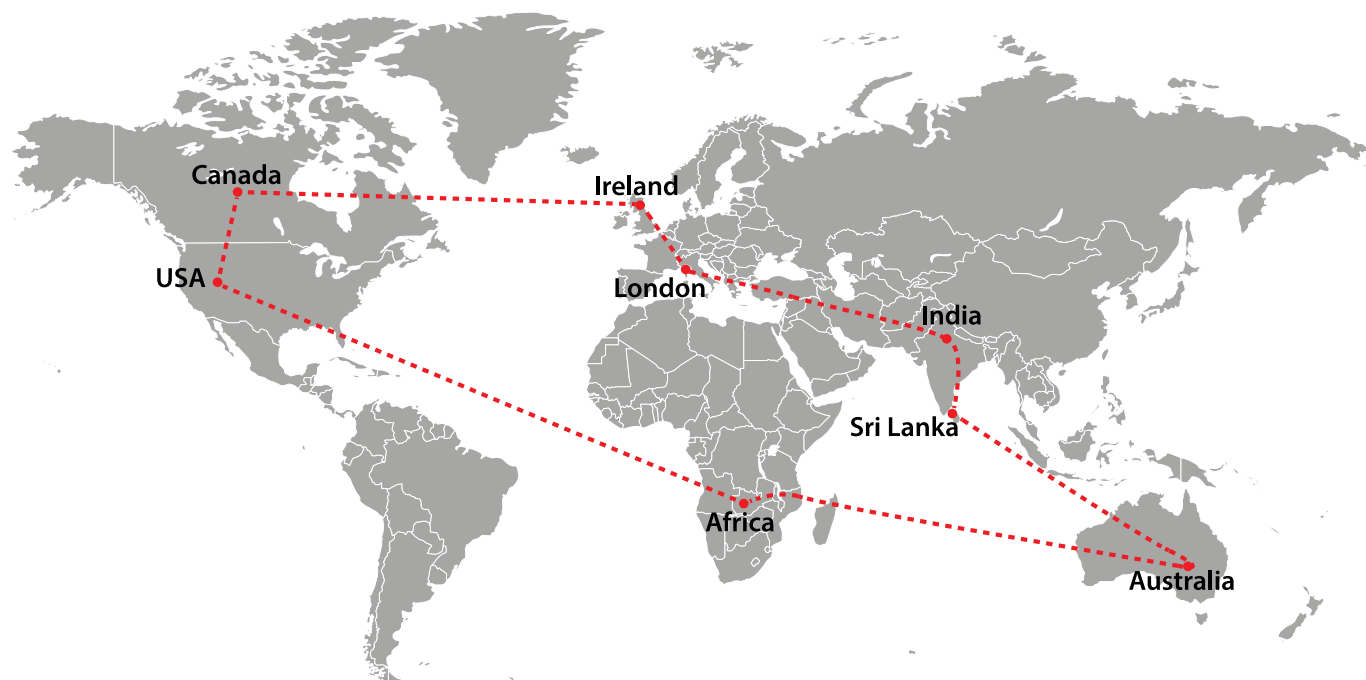 Canada
Ireland
USA
London
India
Sri Lanka
Africa
Australia